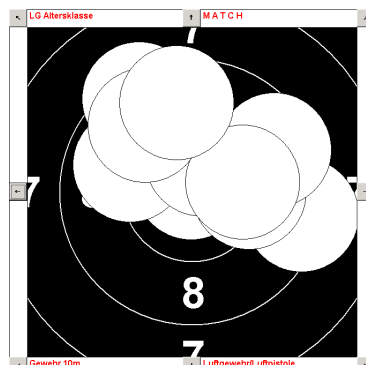 LG Altersklasse MATCH
7
7 7
8
7
Gewehr 10m Luftgewehr/Luftpistole